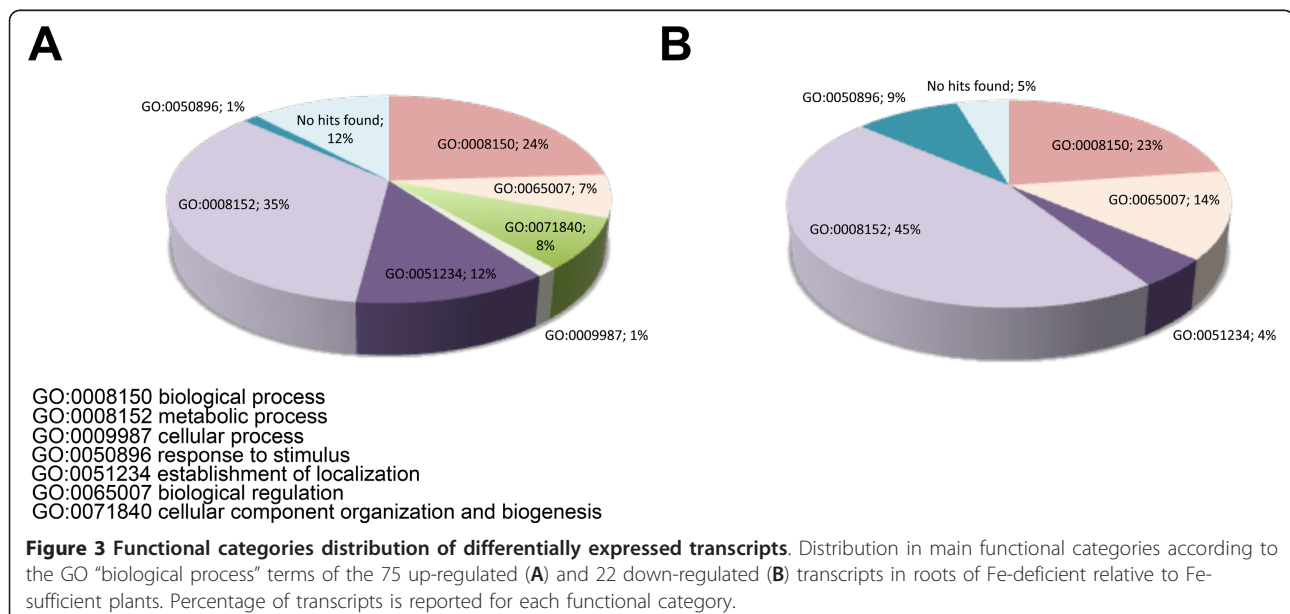 A
B
GO:0050896; 1%
No hits found;
12%
GO:0008150; 24%
GO:0065007; 7%
GO:0071840;
8%
GO:0008152; 35%
GO:0051234; 12%
GO:0009987; 1%
No hits found; 5%
GO:0050896; 9%
GO:0008150; 23%
GO:0065007; 14%
GO:0008152; 45%
GO:0051234; 4%
GO:0008150 biological process
GO:0008152 metabolic process
GO:0009987 cellular process
GO:0050896 response to stimulus
GO:0051234 establishment of localization
GO:0065007 biological regulation
GO:0071840 cellular component organization and biogenesis
Figure 3 Functional categories distribution of differentially expressed transcripts. Distribution in main functional categories according to
the GO “biological process” terms of the 75 up-regulated (A) and 22 down-regulated (B) transcripts in roots of Fe-deficient relative to Fe-
sufficient plants. Percentage of transcripts is reported for each functional category.